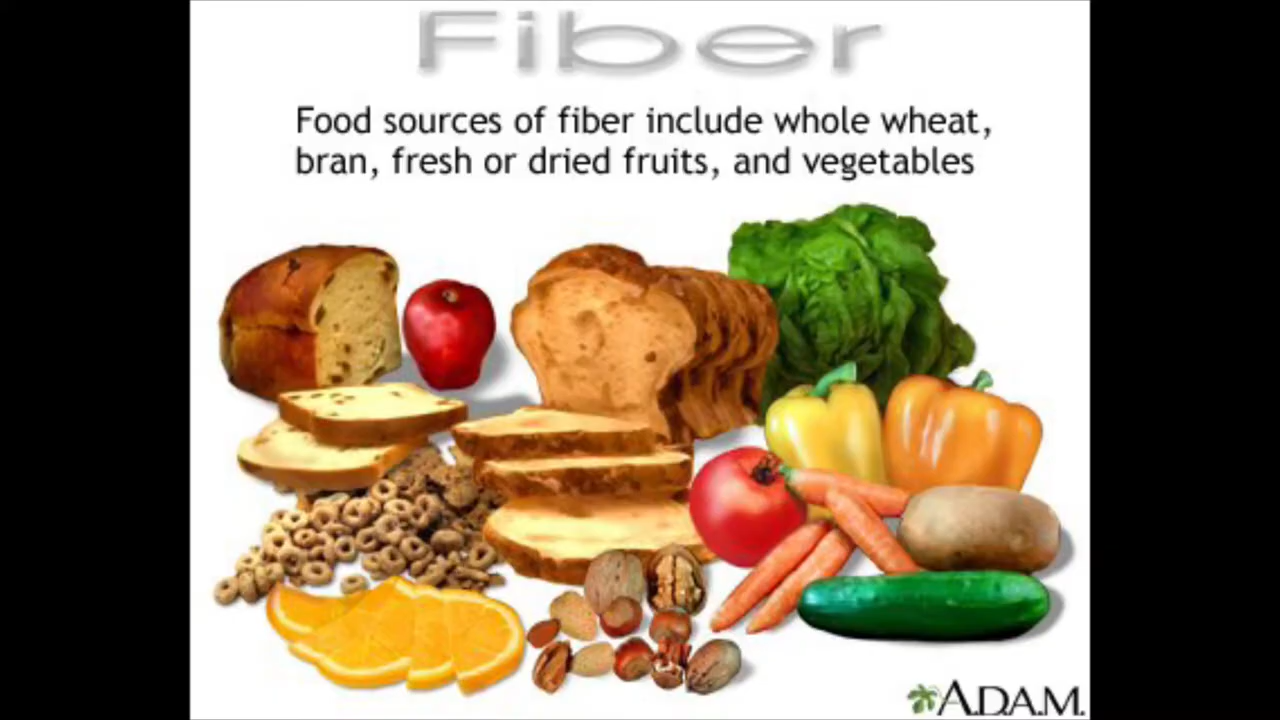 Fiber
Food sources of fiber include whole wheat,
bran, fresh or dried fruits, and vegetables
A.D.A.M.